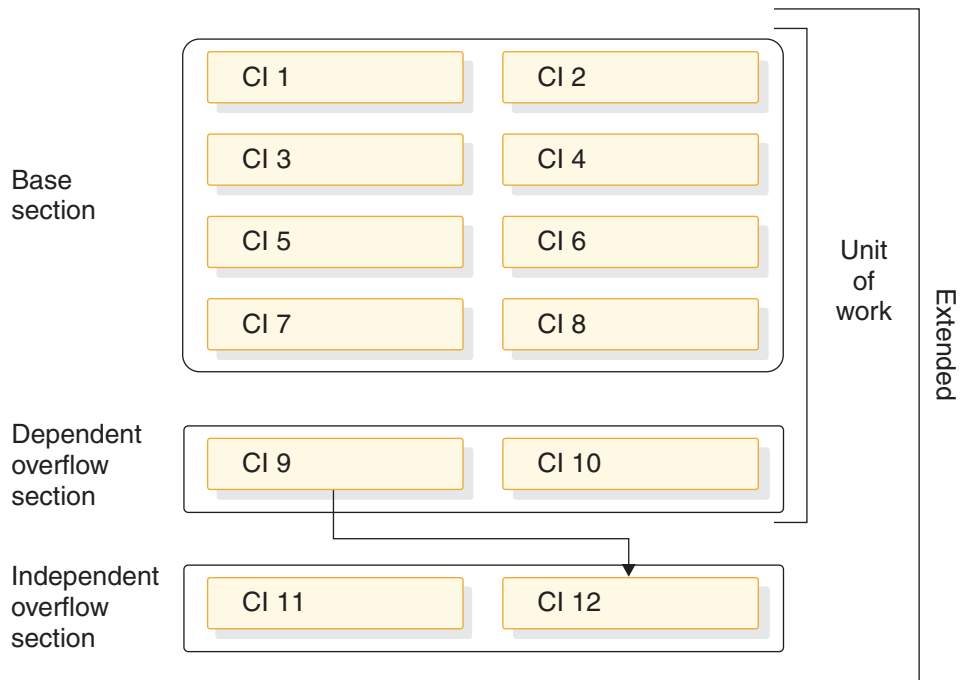 CI 1
CI 2
Base
section
CI 3
CI 4
CI 5
CI 6
CI 7
CI 8
Unit
of
work
Extended
Dependent
overflow
section
CI 9
CI 10
Independent
overflow
section
CI 11
CI 12